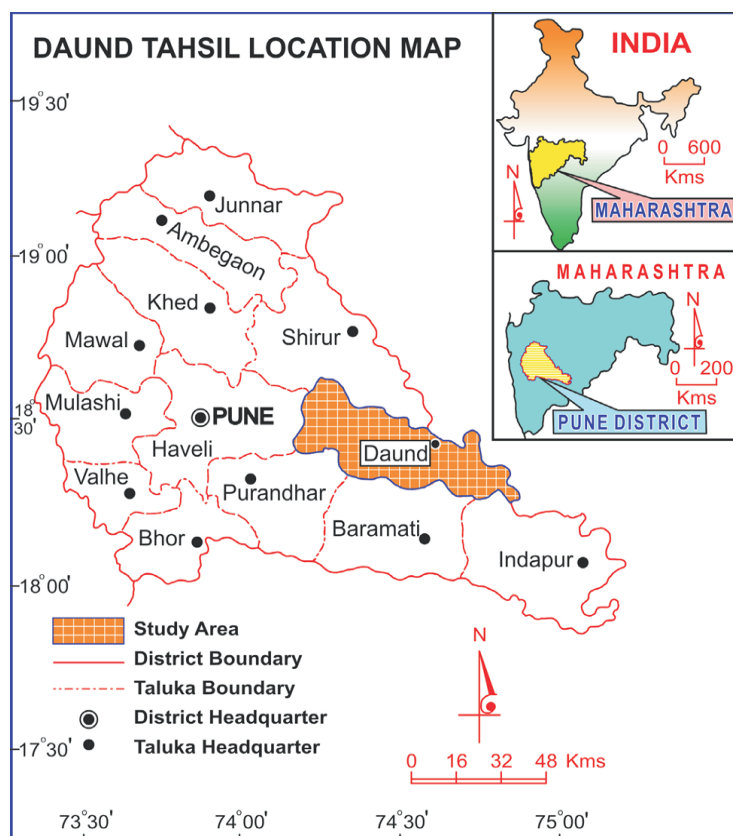 DAUND TAHSIL LOCATION MAP
INDIA
N
0 600
Kms
MAHARASHTRA
MAHARASHTRA
N
0 200
Kms
PUNE DISTRICT
19°30'
19°00'
18°30'
18°00'
17°30'
Junnar
Ambegaon
Khed
Shirur
Mawal
Mulashi
PUNE
Haveli
Daund
Valhe
Purandhar
Bhor
Baramati
Indapur
Study Area
District Boundary
Taluka Boundary
District Headquarter
Taluka Headquarter
N
0 16 32 48 Kms
73°30' 74°00' 74°30' 75°00'